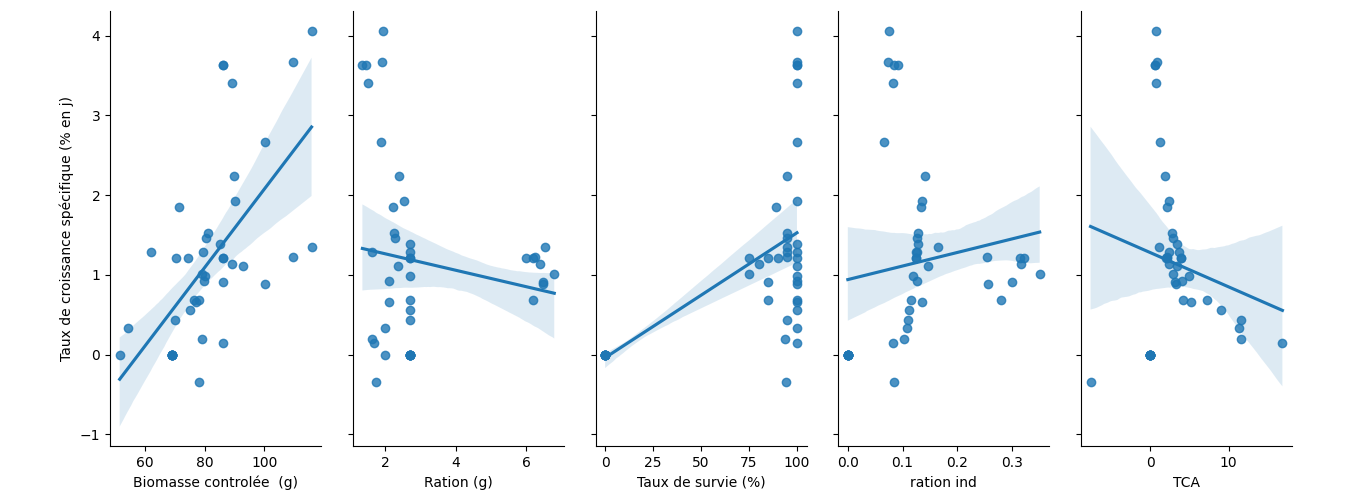 Taux de croissance spécifique (% en j)
4
3
2
1
0
−1
60 80 100
Biomasse controlée (g)
2 4 6
Ration (g)
0 25 50 75 100
Taux de survie (%)
0.0 0.1 0.2 0.3
ration ind
0 10
TCA